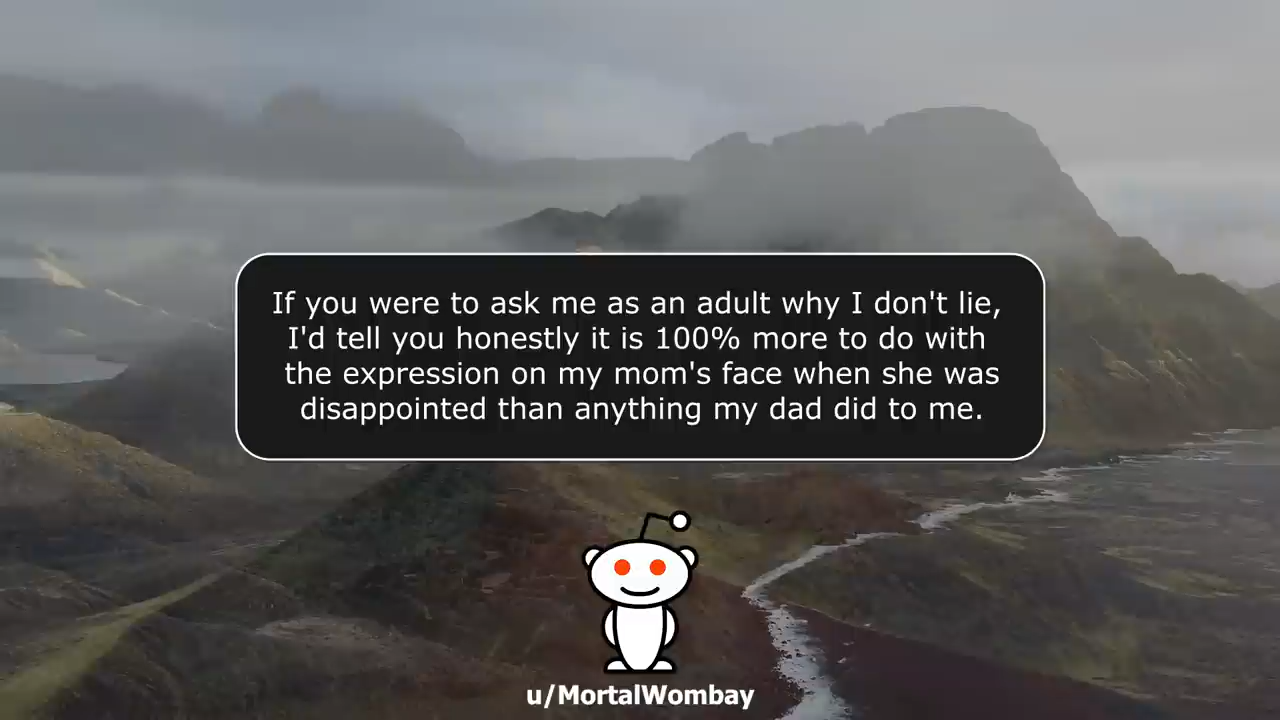 If you were to ask me as an adult why I don't lie,
I'd tell you honestly it is 100% more to do with
the expression on my mom's face when she was
disappointed than anything my dad did to me.
u/MortalWombay